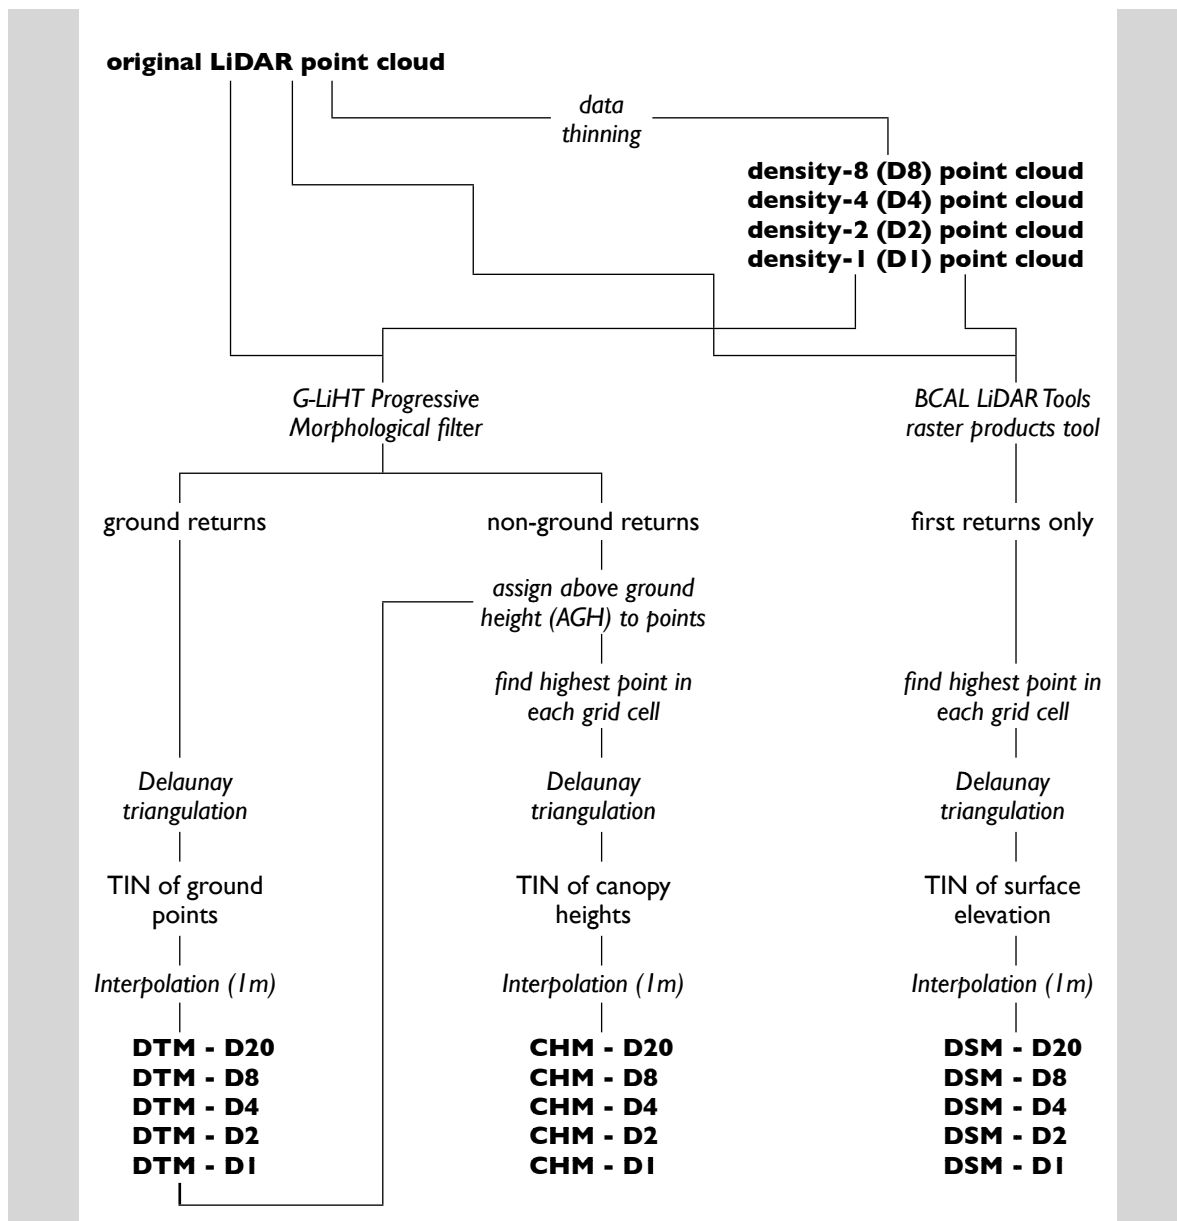 original LiDAR point cloud
data
thinning
density-8 (D8) point cloud
density-4 (D4) point cloud
density-2 (D2) point cloud
density-1 (D1) point cloud
G-LiHT Progressive
Morphological filter
BCAL LiDAR Tools
raster products tool
ground returns
non-ground returns
first returns only
assign above ground
height (AGH) to points
find highest point in
each grid cell
find highest point in
each grid cell
Delaunay
triangulation
Delaunay
triangulation
Delaunay
triangulation
TIN of ground
points
TIN of canopy
heights
TIN of surface
elevation
Interpolation (1m)
Interpolation (1m)
Interpolation (1m)
DTM - D20
DTM - D8
DTM - D4
DTM - D2
DTM - D1
CHM - D20
CHM - D8
CHM - D4
CHM - D2
CHM - D1
DSM - D20
DSM - D8
DSM - D4
DSM - D2
DSM - D1